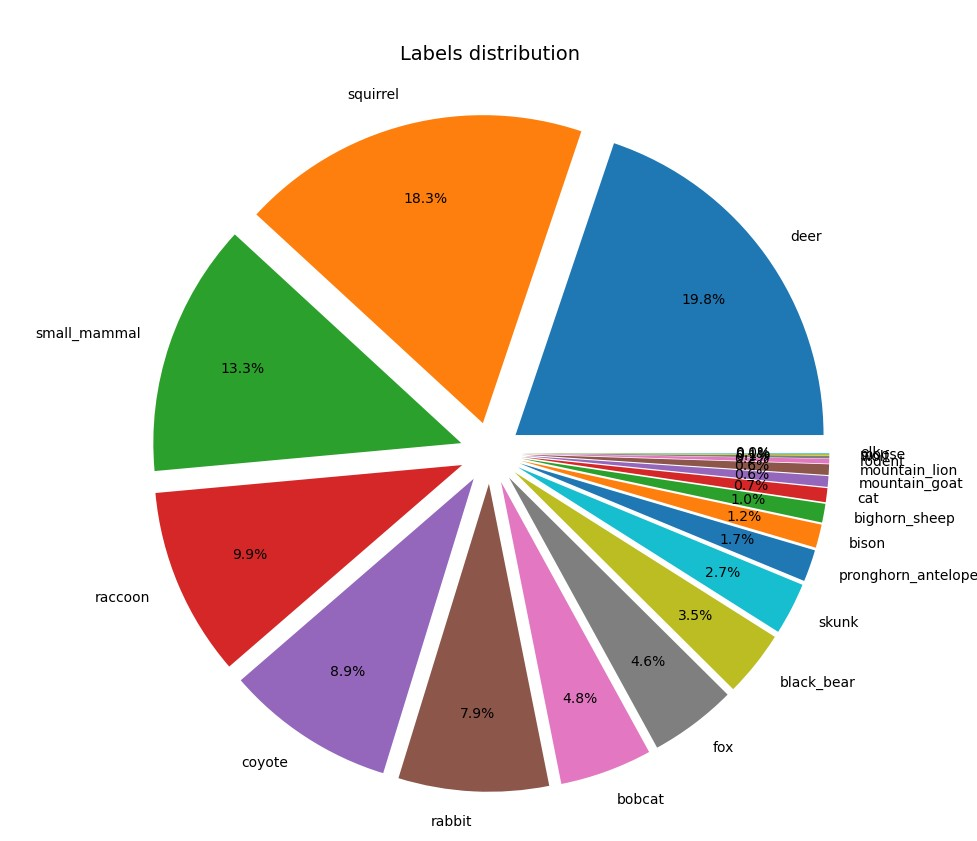 Labels distribution
deer
19.8%
squirrel
18.3%
small_mammal
13.3%
raccoon
9.9%
coyote
8.9%
rabbit
7.9%
bobcat
4.8%
fox
4.6%
black_bear
3.5%
skunk
2.7%
pronghorn_antelope
1.7%
bison
1.2%
bighorn_sheep
1.0%
cat
0.7%
mountain_goat
0.6%
mountain_lion
0.6%
rodent